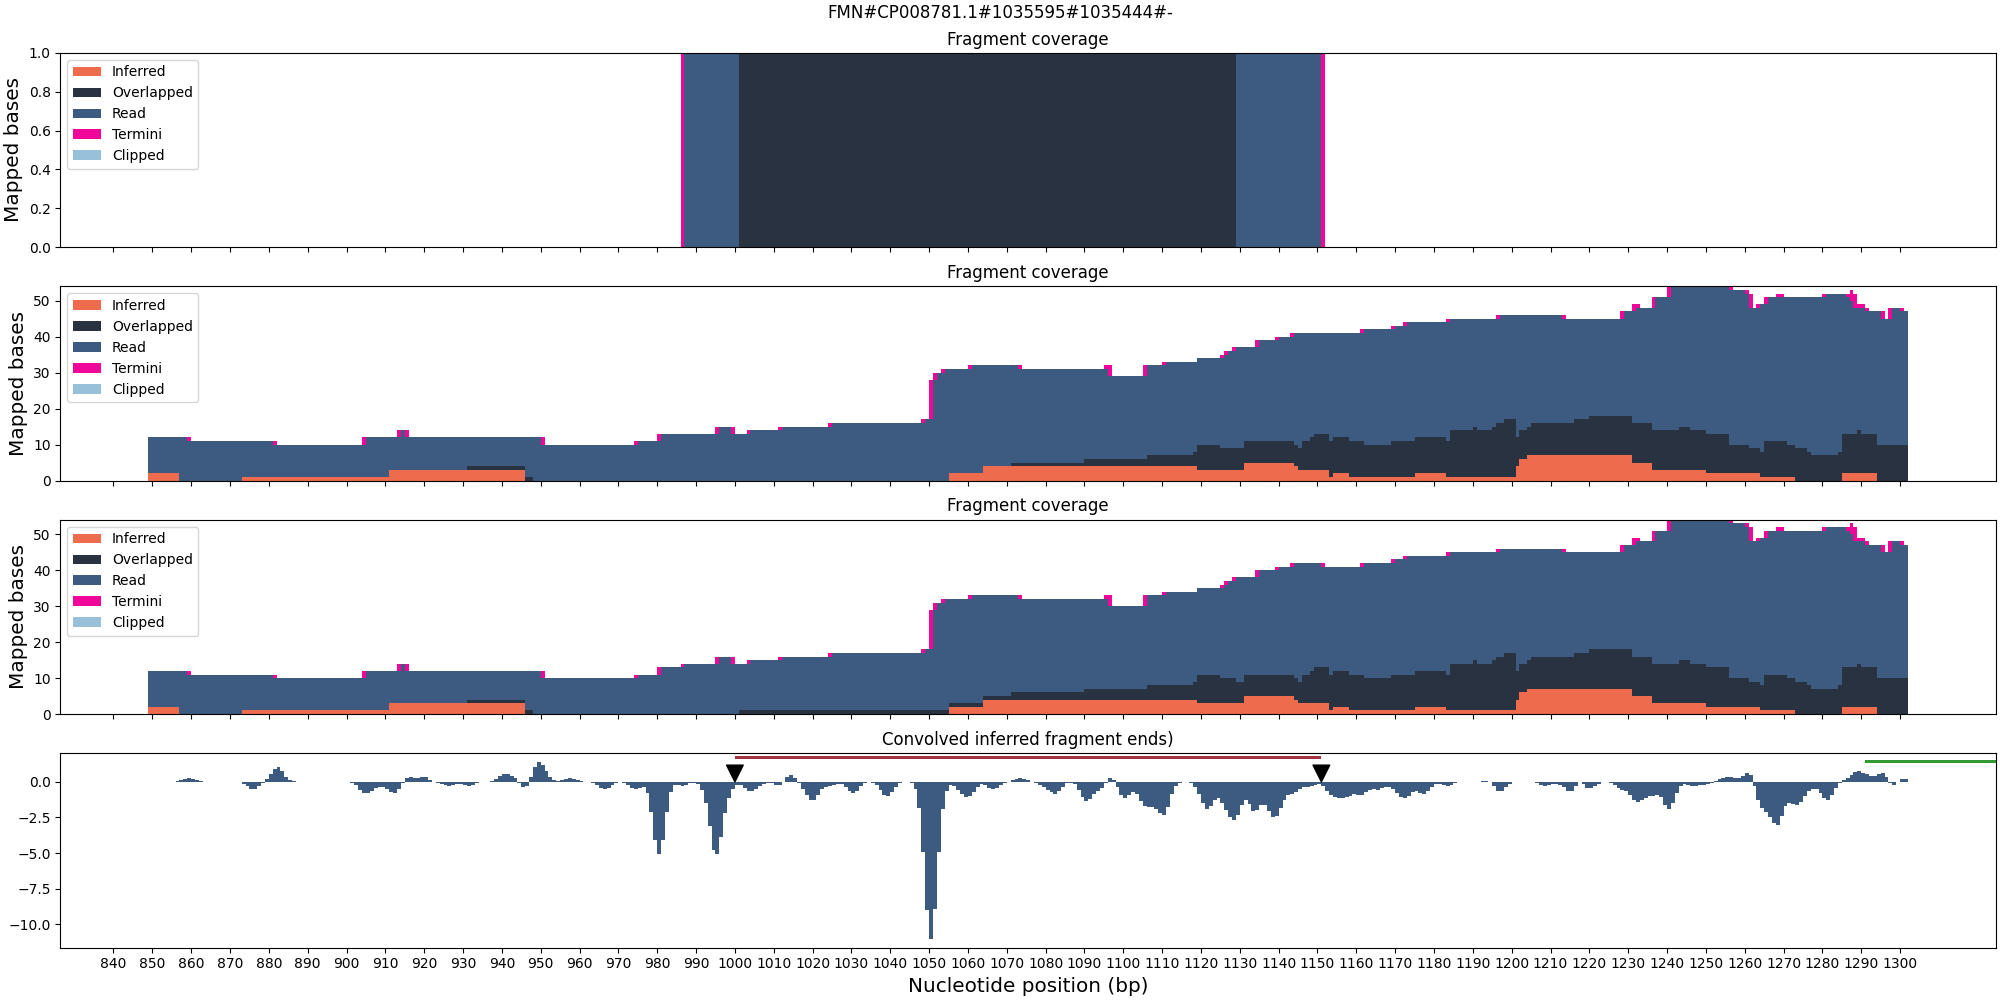 FMN#CP008781.1#1035595#1035444#-
Fragment coverage
Mapped bases
1.0
0.8
0.6
0.4
0.2
0.0
Inferred
Overlapped
Read
Termini
Clipped
Fragment coverage
Mapped bases
50
40
30
20
10
0
Inferred
Overlapped
Read
Termini
Clipped
Fragment coverage
Mapped bases
50
40
30
20
10
0
Inferred
Overlapped
Read
Termini
Clipped
Convolved inferred fragment ends)
0.0
−2.5
−5.0
−7.5
−10.0
840 850 860 870 880 890 900 910 920 930 940 950 960 970 980 990 1000 1010 1020 1030 1040 1050 1060 1070 1080 1090 1100 1110 1120 1130 1140 1150 1160 1170 1180 1190 1200 1210 1220 1230 1240 1250 1260 1270 1280 1290 1300
Nucleotide position (bp)